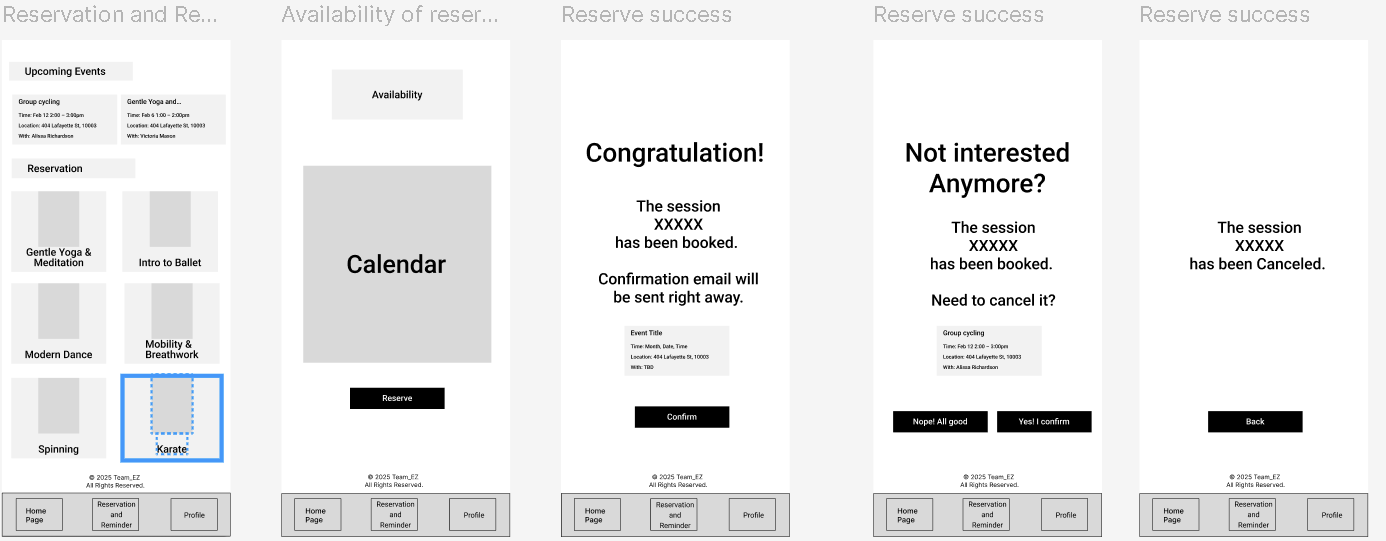 Reservation and Re...
Upcoming Events
Group cycling
Time: Feb 12 2:00 – 3:00pm
Location: 404 Lafayette St, 10003
With: Alissa Richardson
Gentle Yoga and...
Time: Feb 6 1:00 – 2:00pm
Location: 404 Lafayette St, 10003
With: Victoria Mason
Reservation
Gentle Yoga &
Meditation
Intro to Ballet
Modern Dance
Mobility &
Breathwork
Spinning
Karate
© 2025 Team_EZ
All Rights Reserved.
Home
Page
Reservation
and
Reminder
Profile
Availability of reser...
Availability
Calendar
Reserve
© 2025 Team_EZ
All Rights Reserved.
Home
Page
Reservation
and
Reminder
Profile
Reserve success
Congratulation!
The session
XXXXX
has been booked.
Confirmation email will
be sent right away.
Event Title
Time: Month, Date, Time
Location: 404 Lafayette St, 10003
With: TBD
Confirm
© 2025 Team_EZ
All Rights Reserved.
Home
Page
Reservation
and
Reminder
Profile
Reserve success
Not interested
Anymore?
The session
XXXXX
has been booked.
Need to cancel it?
Group cycling
Time: Feb 12 2:00 – 3:00pm
Location: 404 Lafayette St, 10003
With: Alissa Richardson
Nope! All good
Yes! I confirm
© 2025 Team_EZ
All Rights Reserved.
Home
Page
Reservation
and
Reminder
Profile
Reserve success
The session
XXXXX
has been Canceled.
Back
© 2025 Team_EZ
All Rights Reserved.
Home
Page
Reservation
and
Reminder
Profile